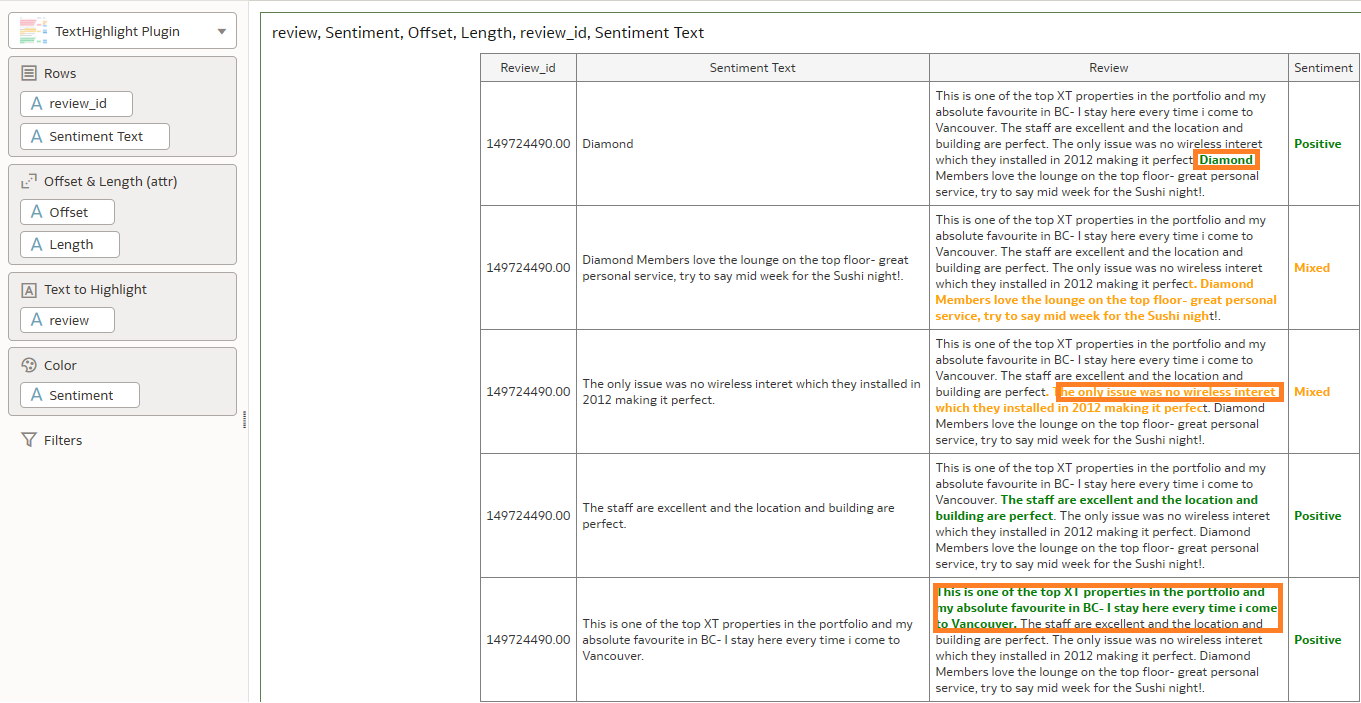 TextHighlight Plugin
Rows
A review_id
A Sentiment Text
Offset & Length (attr)
A Offset
A Length
A Text to Highlight
A review
Color
A Sentiment
Filters
review, Sentiment, Offset, Length, review_id, Sentiment Text
Review_id Sentiment Text Review Sentiment
149724490.00
Diamond
This is one of the top XT properties in the portfolio and my
absolute favourite in BC- I stay here every time i come to
Vancouver. The staff are excellent and the location and
building are perfect. The only issue was no wireless interet
which they installed in 2012 making it perfect. Diamond
Members love the lounge on the top floor- great personal
service, try to say mid week for the Sushi night!.
Positive
149724490.00
Diamond Members love the lounge on the top floor- great
personal service, try to say mid week for the Sushi night!.
This is one of the top XT properties in the portfolio and my
absolute favourite in BC- I stay here every time i come to
Vancouver. The staff are excellent and the location and
building are perfect. The only issue was no wireless interet
which they installed in 2012 making it perfect. Diamond
Members love the lounge on the top floor- great personal
service, try to say mid week for the Sushi night!.
Mixed
149724490.00
The only issue was no wireless interet which they installed in
2012 making it perfect.
This is one of the top XT properties in the portfolio and my
absolute favourite in BC- I stay here every time i come to
Vancouver. The staff are excellent and the location and
building are perfect. The only issue was no wireless interet
which they installed in 2012 making it perfect. Diamond
Members love the lounge on the top floor- great personal
service, try to say mid week for the Sushi night!.
Mixed
149724490.00
The staff are excellent and the location and building are
perfect.
This is one of the top XT properties in the portfolio and my
absolute favourite in BC- I stay here every time i come to
Vancouver. The staff are excellent and the location and
building are perfect. The only issue was no wireless interet
which they installed in 2012 making it perfect. Diamond
Members love the lounge on the top floor- great personal
service, try to say mid week for the Sushi night!.
Positive
149724490.00
This is one of the top XT properties in the portfolio and my
absolute favourite in BC- I stay here every time i come to
Vancouver.
This is one of the top XT properties in the portfolio and
my absolute favourite in BC- I stay here every time i come
to Vancouver. The staff are excellent and the location and
building are perfect. The only issue was no wireless interet
which they installed in 2012 making it perfect. Diamond
Members love the lounge on the top floor- great personal
service, try to say mid week for the Sushi night!.
Positive